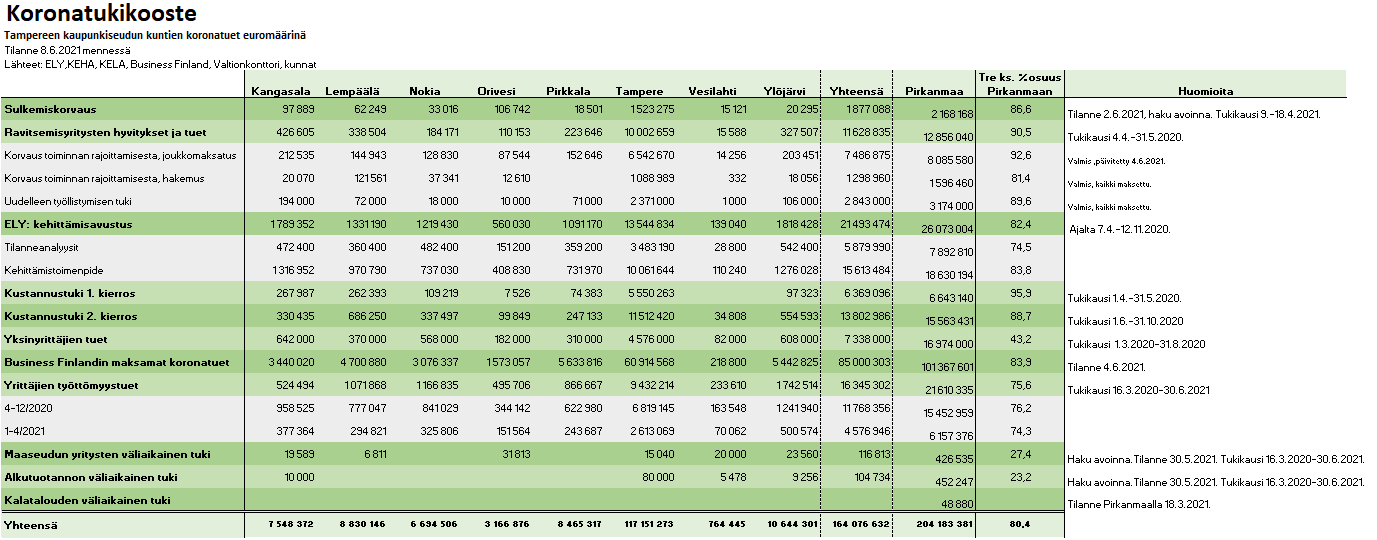 Koronatukikooste
Tampereen kaupunkiseudun kuntien koronatuet euromäärinä
Tilanne 8.6.2021 mennessä
Lähteet: ELY,KEHA, KELA, Business Finland, Valtionkonttori, kunnat
Kangasala Lempäälä Nokia Orivesi Pirkkala Tampere Vesilahti Ylöjärvi Yhteensä Pirkanmaa Tre ks. % osuus Pirkanmaan Huomioita
Sulkemiskorvaus 97 889 62 249 33 016 106 742 18 501 1 523 275 15 121 20 295 1 877 088 2 168 168 86,6 Tilanne 2.6.2021, haku avoinna. Tukikausi 9.-18.4.2021.
Ravitsemisyritysten hyvitykset ja tuet 426 605 338 504 184 171 110 153 223 646 10 002 659 15 588 327 507 11 628 835 12 856 040 90,5 Tukikausi 4.4.-31.5.2020.
Korvaus toiminnan rajoittamisesta, joukkomaksatus 212 535 144 943 128 830 87 544 152 646 6 542 670 14 256 203 451 7 486 875 8 085 580 92,6 Valmis ,päivitetty 4.6.2021.
Korvaus toiminnan rajoittamisesta, hakemus 20 070 121 561 37 341 12 610 1 088 989 332 18 056 1 298 960 1 596 460 81,4 Valmis, kaikki maksettu.
Uudelleen työllistymisen tuki 194 000 72 000 18 000 10 000 71 000 2 371 000 1 000 106 000 2 843 000 3 174 000 89,6 Valmis, kaikki maksettu.
ELY: kehittämisavustus 1 789 352 1 331 190 1 219 430 560 030 1 091 170 13 544 834 139 040 1 818 428 21 493 474 26 073 004 82,4 Ajalta 7.4.-12.11.2020.
Tilanneanalyysit 472 400 360 400 482 400 151 200 359 200 3 483 190 28 800 542 400 5 879 990 7 892 810 74,5
Kehittämistoimenpide 1 316 952 970 790 737 030 408 830 731 970 10 061 644 110 240 1 276 028 15 613 484 18 630 194 83,8
Kustannustuki 1. kierros 267 987 262 393 109 219 7 526 74 383 5 550 263 97 323 6 369 096 6 643 140 95,9 Tukikausi 1.4.-31.5.2020.
Kustannustuki 2. kierros 330 435 686 250 337 497 99 849 247 133 11 512 420 34 808 554 593 13 802 986 15 563 431 88,7 Tukikausi 1.6.-31.10.2020
Yksinyrittäjien tuet 642 000 370 000 568 000 182 000 310 000 4 576 000 82 000 608 000 7 338 000 16 974 000 43,2 Tukikausi 1.3.2020-31.8.2020
Business Finlandin maksamat koronatuet 3 440 020 4 700 880 3 076 337 1 573 057 5 633 816 60 914 568 218 800 5 442 825 85 000 303 101 367 601 83,9 Tilanne 4.6.2021.
Yrittäjien työttömyystuet 524 494 1 071 868 1 166 835 495 706 866 667 9 432 214 233 610 1 742 514 16 345 302 21 610 335 75,6 Tukikausi 16.3.2020-30.6.2021
4-12/2020 958 525 777 047 841 029 344 142 622 980 6 819 145 163 548 1 241 940 11 768 356 15 452 959 76,2
1-4/2021 377 364 294 821 325 806 151 564 243 687 2 613 069 70 062 500 574 4 576 946 6 157 376 74,3
Maaseudun yritysten väliaikainen tuki 19 589 6 811 31 813 15 040 20 000 23 560 116 813 426 535 27,4 Haku avoinna.Tilanne 30.5.2021. Tukikausi 16.3.2020-30.6.2021.
Alkutuotannon väliaikainen tuki 10 000 80 000 5 478 9 256 104 734 452 247 23,2 Haku avoinna.Tilanne 30.5.2021. Tukikausi 16.3.2020-30.6.2021.
Kalatalouden väliaikainen tuki 48 880 Tilanne Pirkanmaalla 18.3.2021.
Yhteensä 7 548 372 8 830 146 6 694 506 3 166 876 8 465 317 117 151 273 764 445 10 644 301 164 076 632 204 183 381 80,4